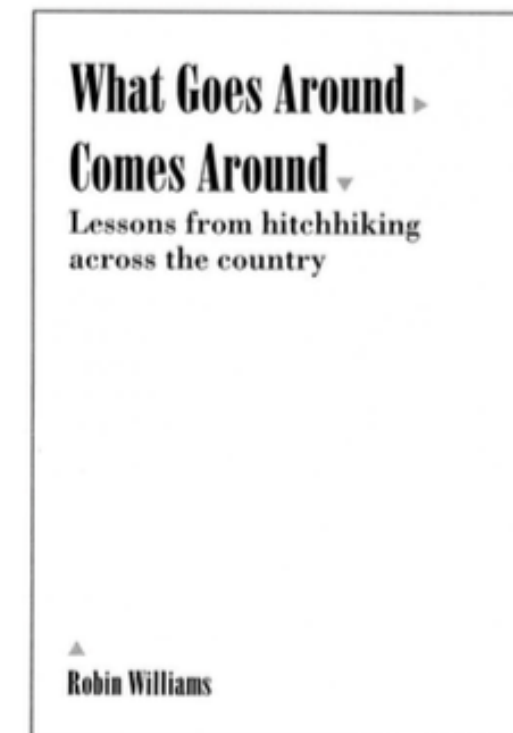 What Goes Around
Comes Around
Lessons from hitchhiking
across the country
Robin Williams